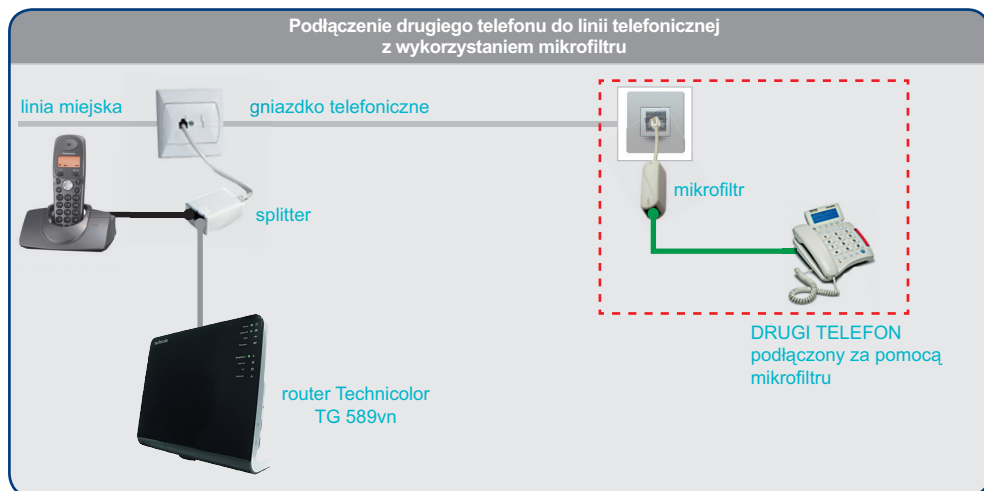 Podłączenie drugiego telefonu do linii telefonicznej
z wykorzystaniem mikrofiltru
linia miejska
gniazdko telefoniczne
mikrofiltr
splitter
DRUGI TELEFON
podłączony za pomocą
mikrofiltru
router Technicolor
TG 589vn